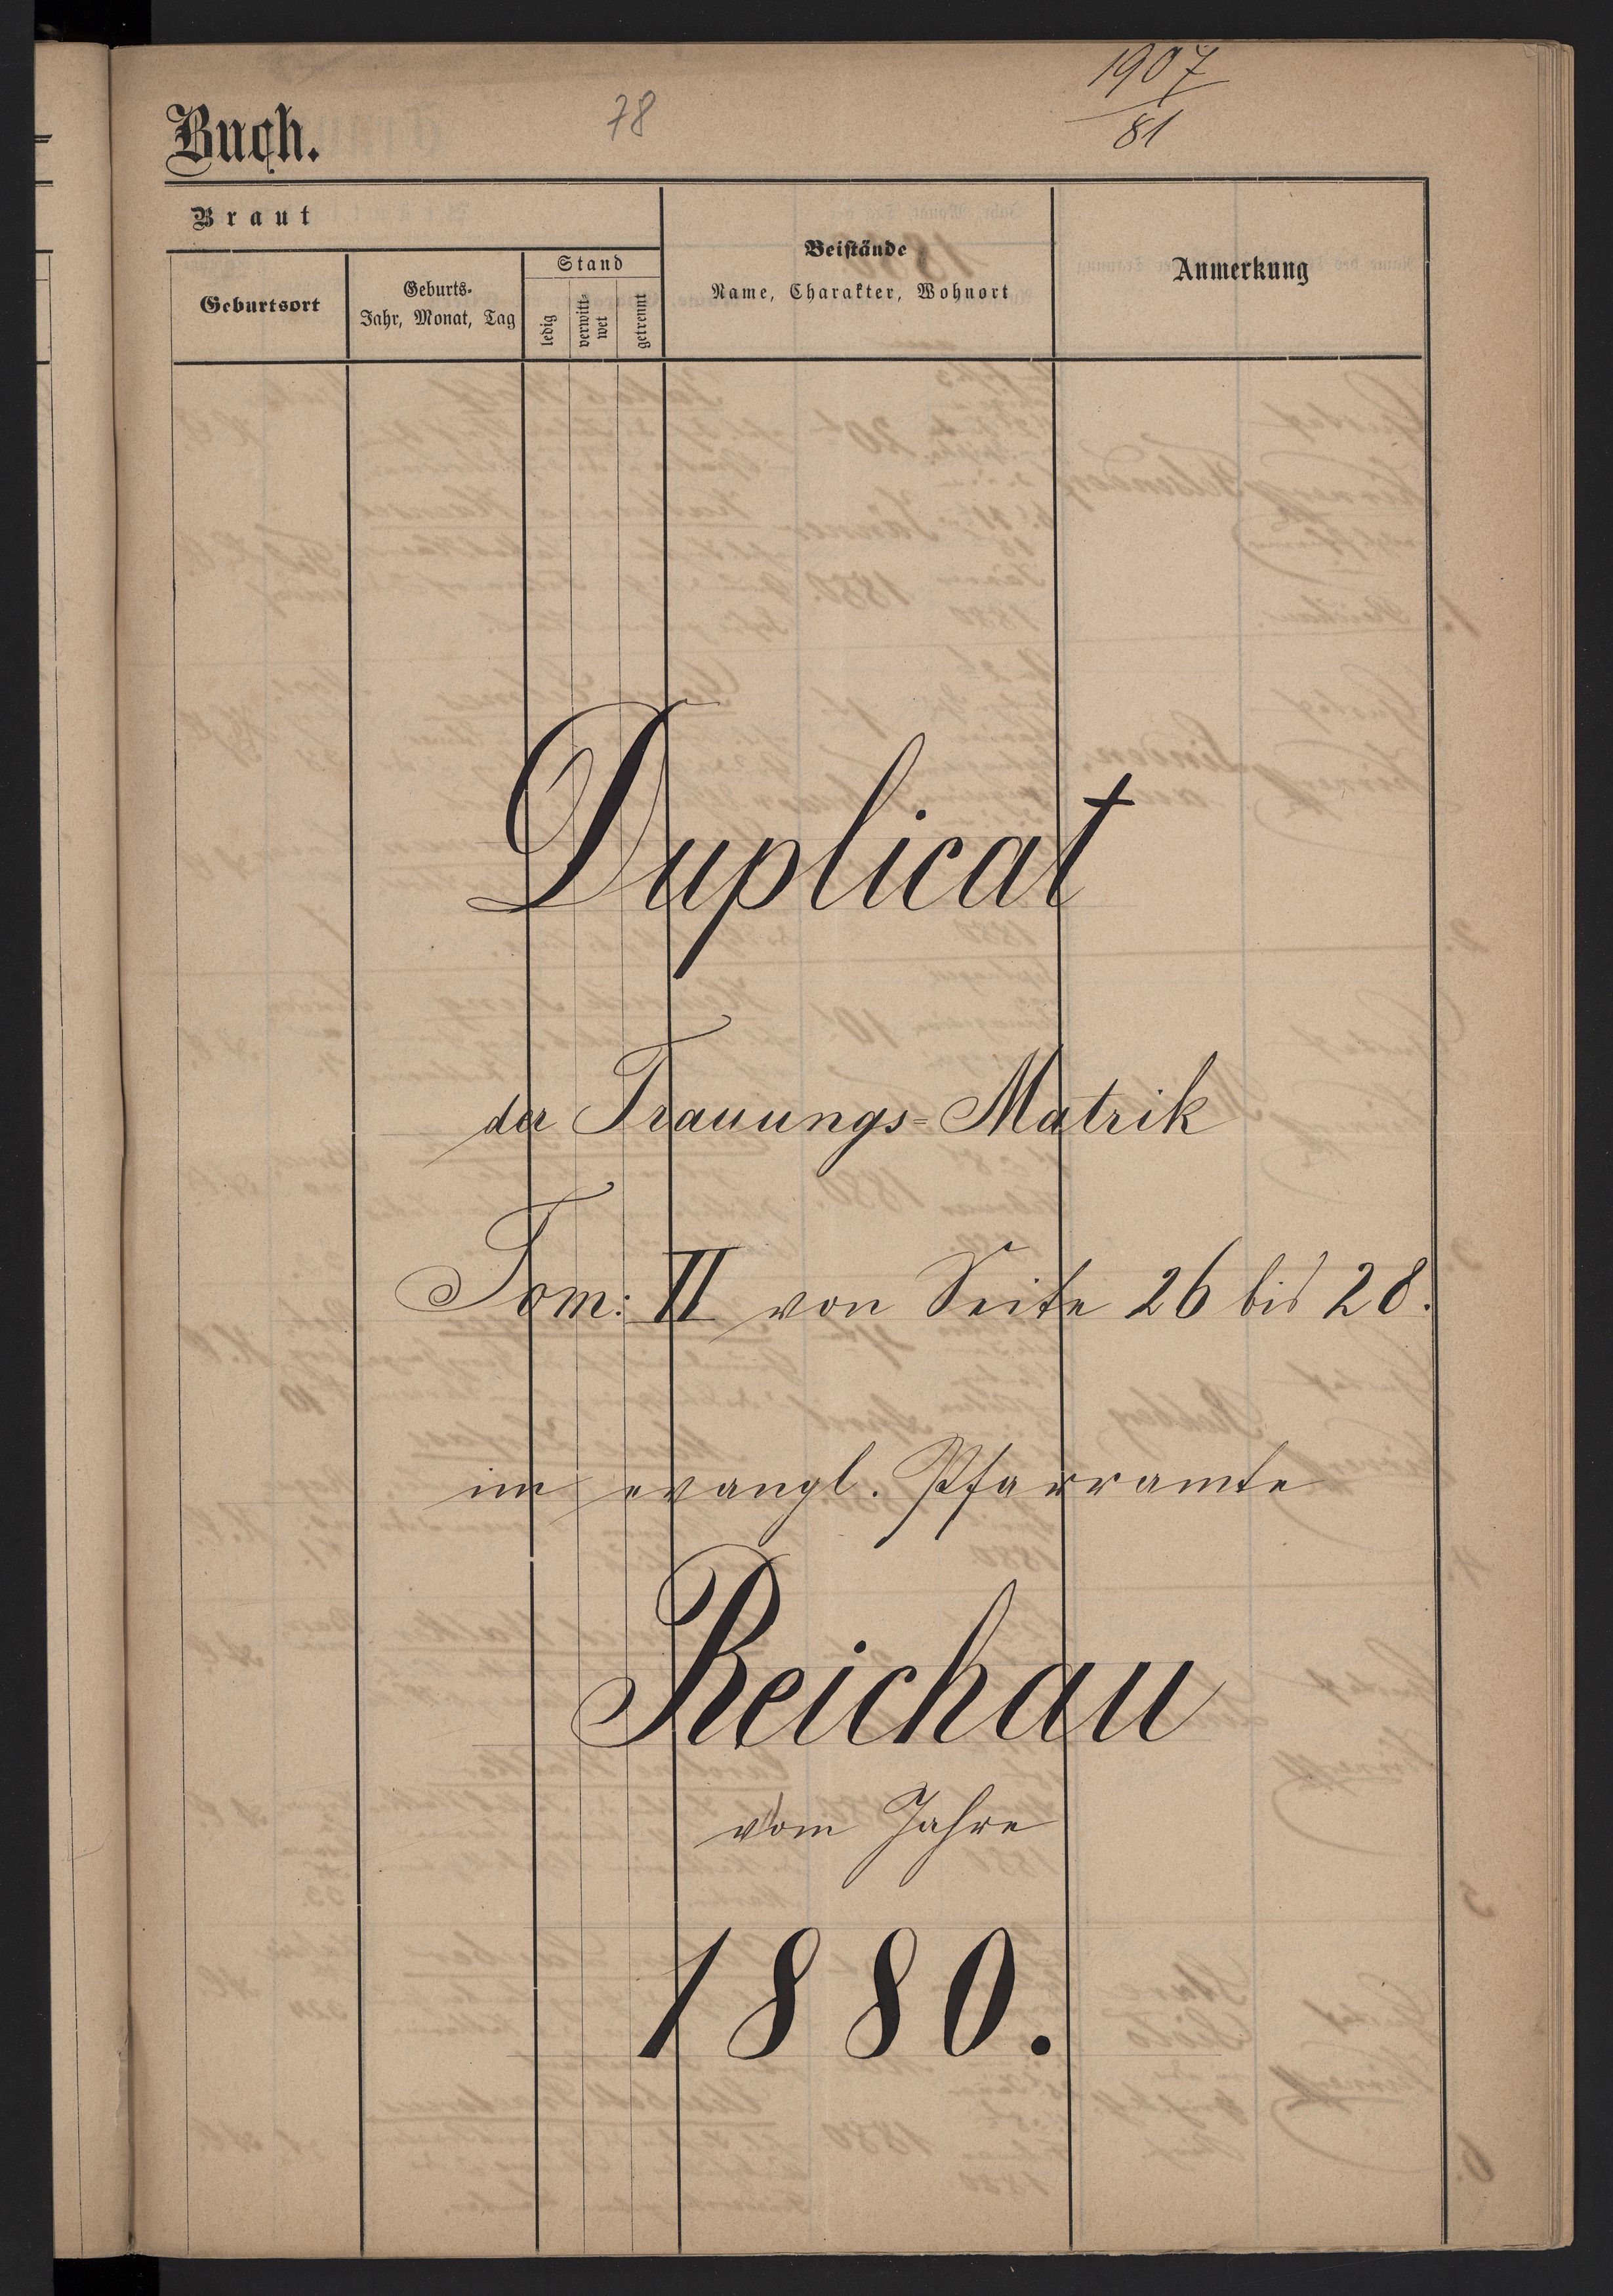 1907
81
78
Buch.
Braut
Geburtsort
Geburts-
Jahr, Monat, Tag
Stand
ledig
verwitt-
wet
getrennt
Beistände
Name, Charakter, Wohnort
Anmerkung
Duplicat
der Trauungs-Matrik
Tom: II von Seite 26 bis 28.
im evangl. Pfarramte
Reichau
vom Jahre
1880.